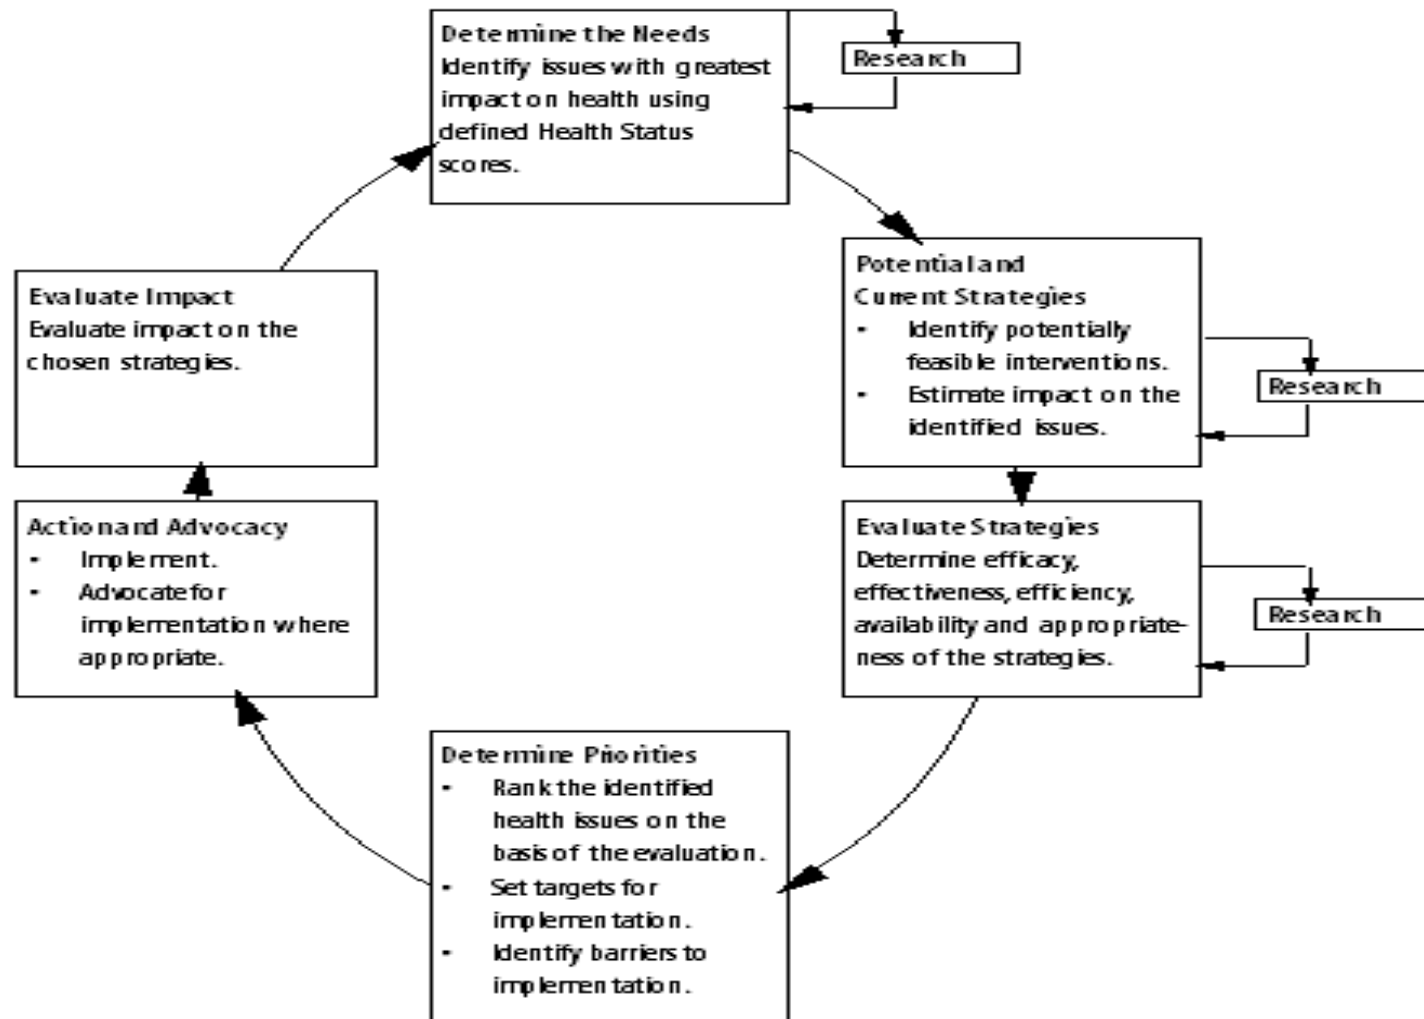 Determine the Needs
Identify issues with greatest
impact on health using
defined Health Status
scores.
Research
Potential and
Current Strategies
• Identify potentially
feasible interventions.
• Estimate impact on the
identified issues.
Research
Evaluate Strategies
Determine efficacy,
effectiveness, efficiency,
availability and appropriate-
ness of the strategies.
Research
Determine Priorities
• Rank the identified
health issues on the
basis of the evaluation.
• Set targets for
implementation.
• Identify barriers to
implementation.
Action and Advocacy
• Implement.
• Advocate for
implementation where
appropriate.
Evaluate Impact
Evaluate impact on the
chosen strategies.